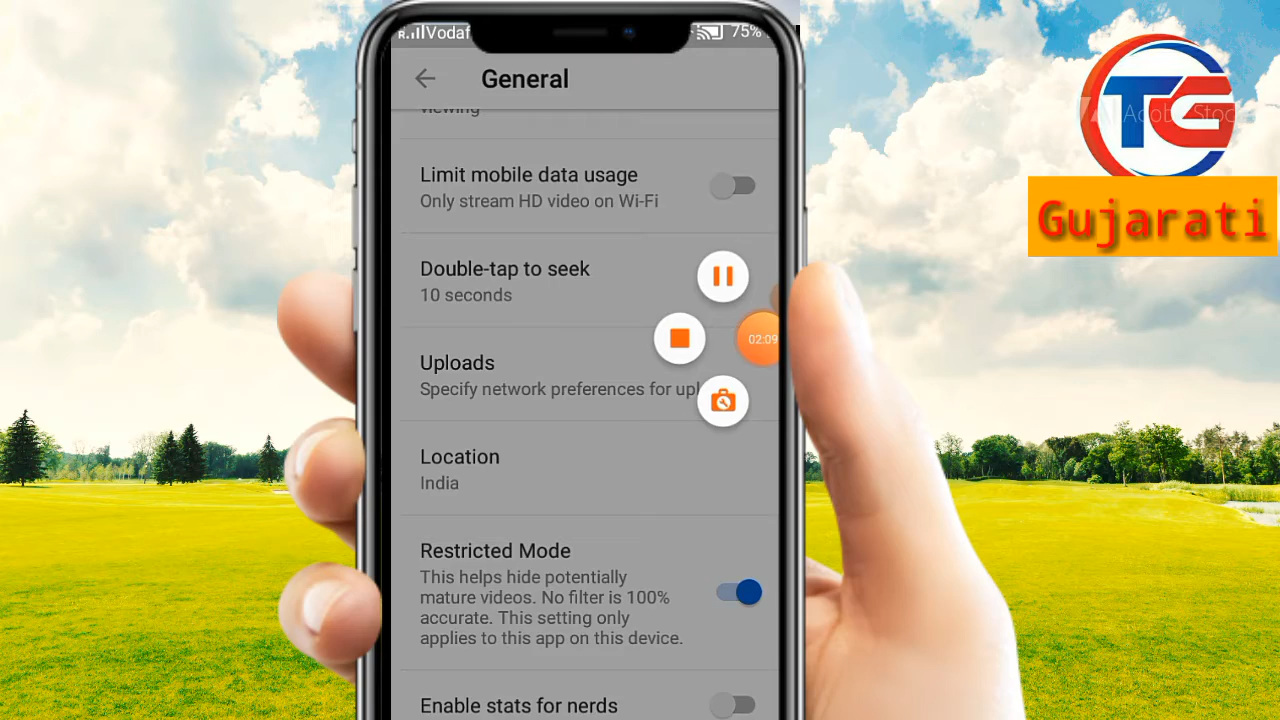 R
Vodaf
75%
General
viewing
Limit mobile data usage
Only stream HD video on Wi-Fi
Double-tap to seek
10 seconds
02:09
Uploads
Specify network preferences for upl
Location
India
Restricted Mode
This helps hide potentially
mature videos. No filter is 100%
accurate. This setting only
applies to this app on this device.
Enable stats for nerds
TG
Adobe Stoc
Gujarati